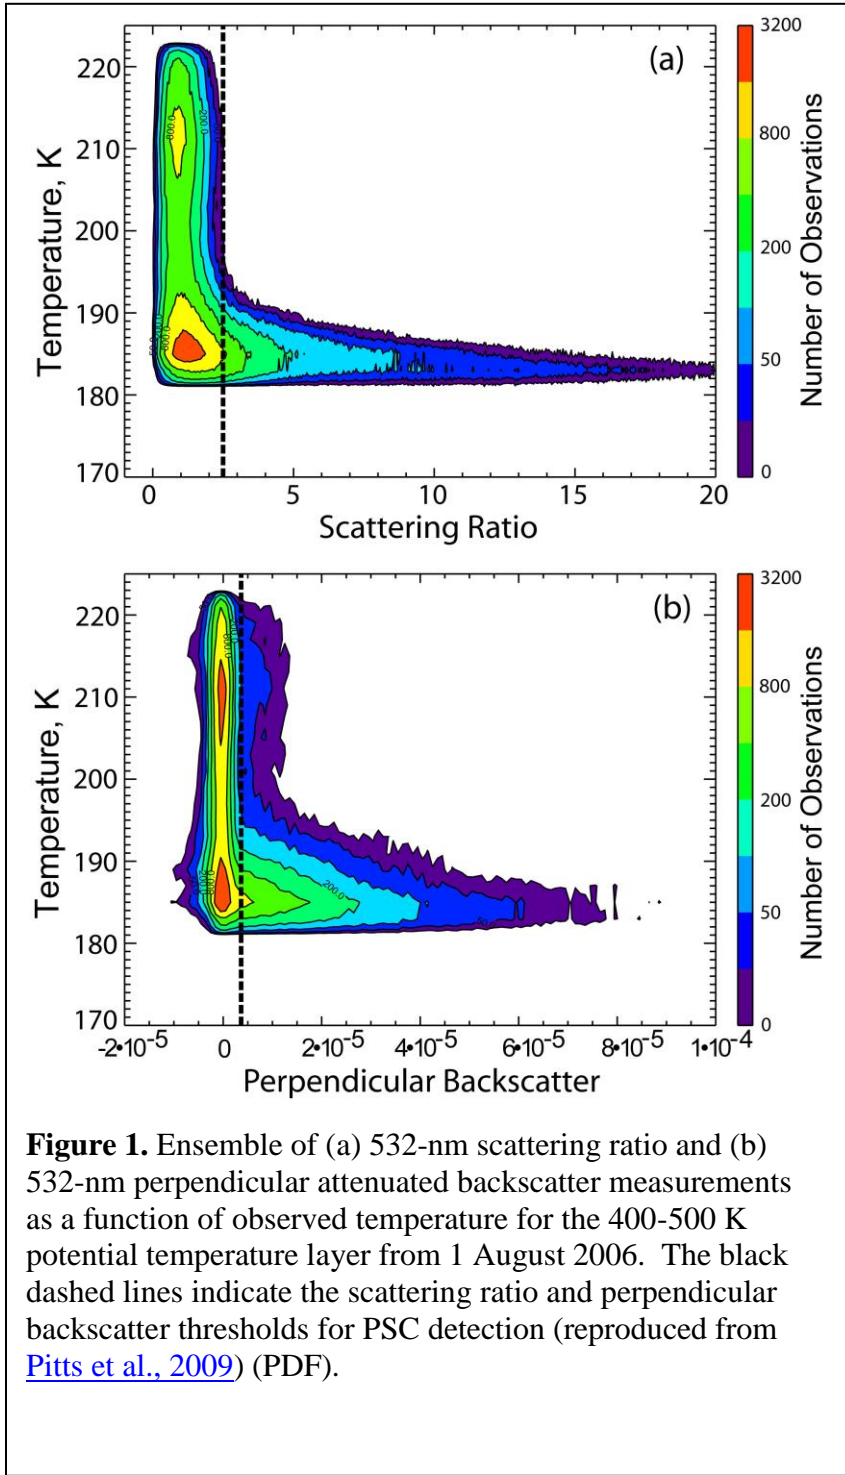 (a)
220
210
200
190
180
170
Temperature, K
0 5 10 15 20
Scattering Ratio
3200
800
200
50
0
Number of Observations
200.0
(b)
220
210
200
190
180
170
Temperature, K
-2•10-5 0 2•10-5 4•10-5 6•10-5 8•10-5 1•10-4
Perpendicular Backscatter
3200
800
200
50
0
Number of Observations
200.0
Figure 1. Ensemble of (a) 532-nm scattering ratio and (b)
532-nm perpendicular attenuated backscatter measurements
as a function of observed temperature for the 400-500 K
potential temperature layer from 1 August 2006. The black
dashed lines indicate the scattering ratio and perpendicular
backscatter thresholds for PSC detection (reproduced from
Pitts et al., 2009) (PDF).